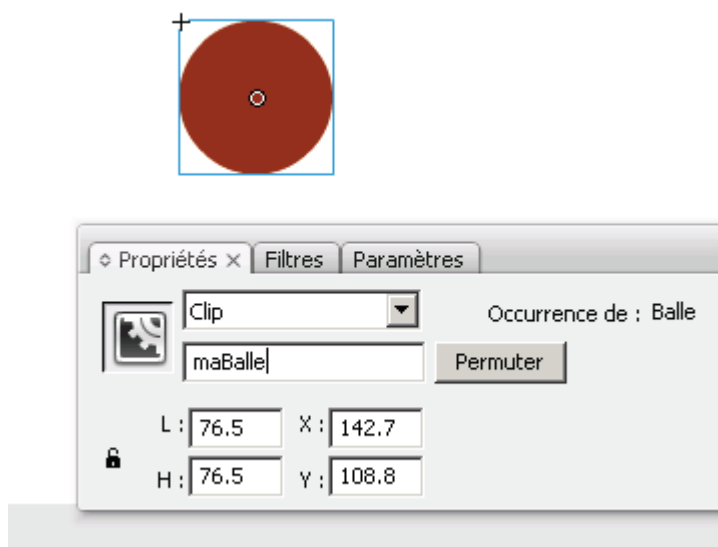 Propriétés × Filtres Paramètres
Clip Occurrence de : Balle
maBalle Permuter
L : 76.5 X : 142.7
H : 76.5 Y : 108.8